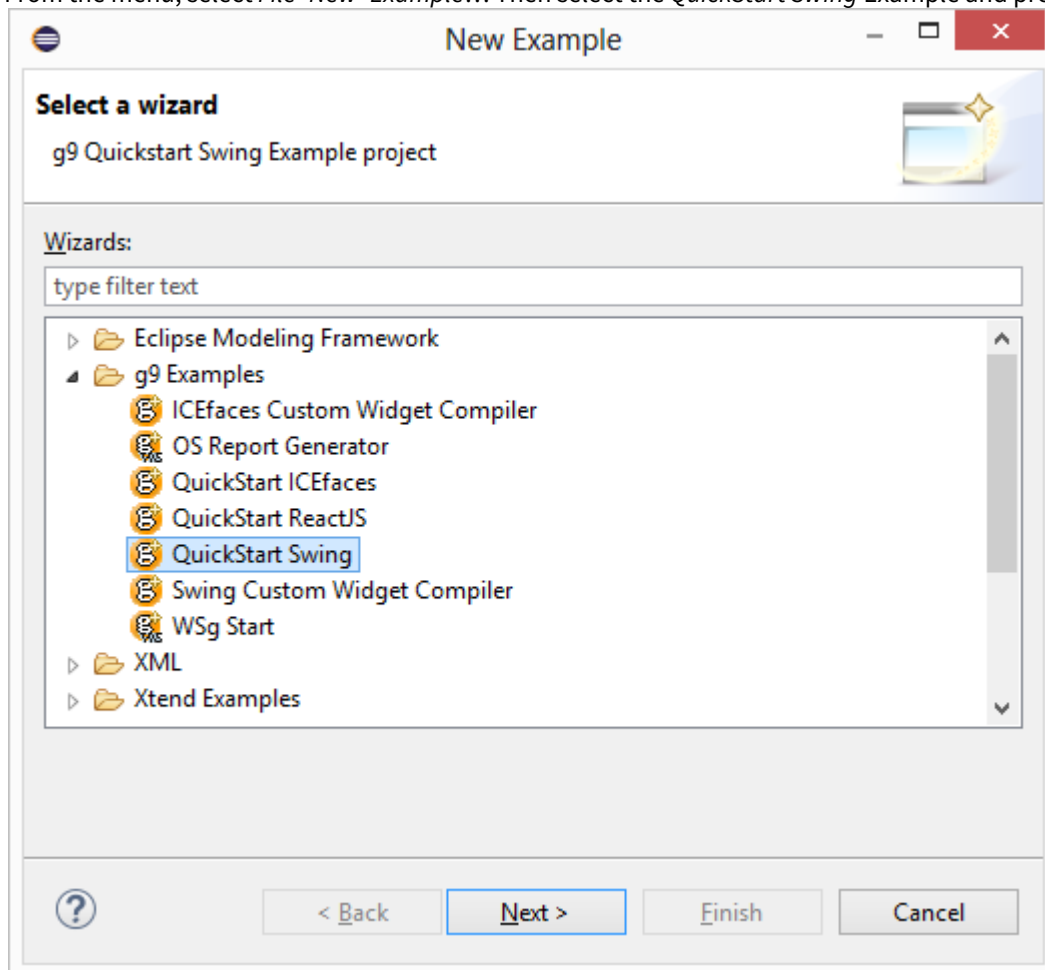 New Example
Select a wizard
g9 Quickstart Swing Example project
Wizards:
type filter text
Eclipse Modeling Framework
g9 Examples
ICEfaces Custom Widget Compiler
OS Report Generator
QuickStart ICEfaces
QuickStart ReactJS
QuickStart Swing
Swing Custom Widget Compiler
WSg Start
XML
Xtend Examples
? < Back Next > Finish Cancel